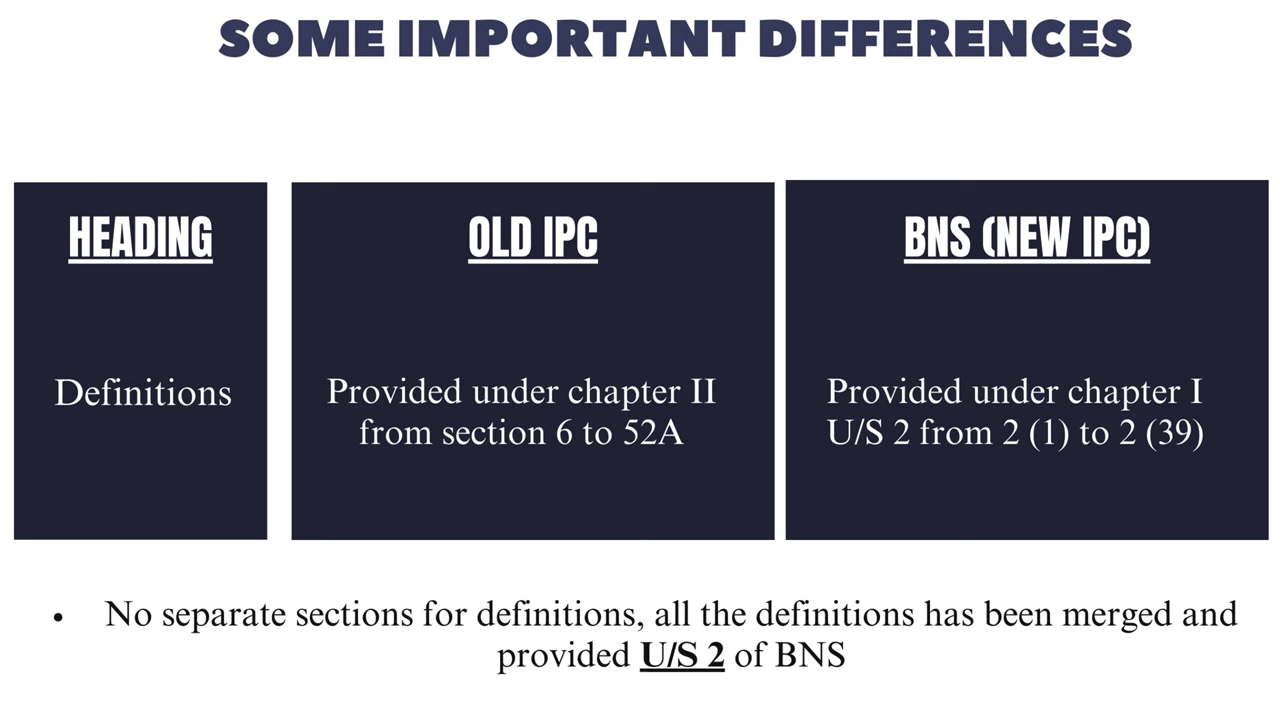 SOME IMPORTANT DIFFERENCES
HEADING
Definitions
OLD IPC
Provided under chapter II
from section 6 to 52A
BNS (NEW IPC)
Provided under chapter I
U/S 2 from 2 (1) to 2 (39)
• No separate sections for definitions, all the definitions has been merged and
provided U/S 2 of BNS